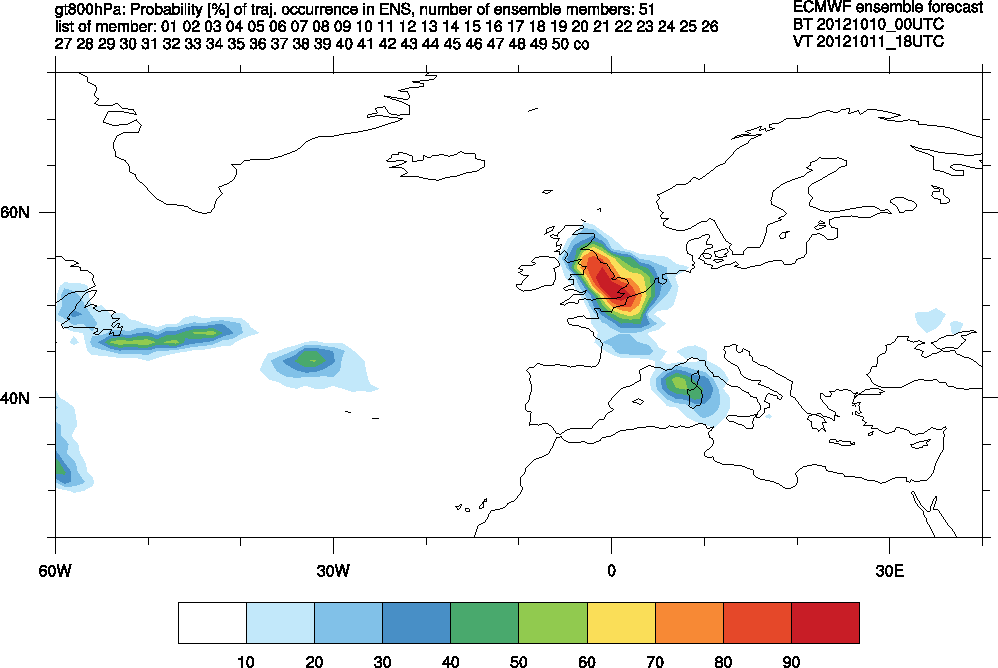 gt800hPa: Probability [%] of traj. occurrence in ENS, number of ensemble members: 51
list of member: 01 02 03 04 05 06 07 08 09 10 11 12 13 14 15 16 17 18 19 20 21 22 23 24 25 26
27 28 29 30 31 32 33 34 35 36 37 38 39 40 41 42 43 44 45 46 47 48 49 50 co
ECMWF ensemble forecast
BT 20121010_00UTC
VT 20121011_18UTC
60N
40N
60W 30W 0 30E
10 20 30 40 50 60 70 80 90